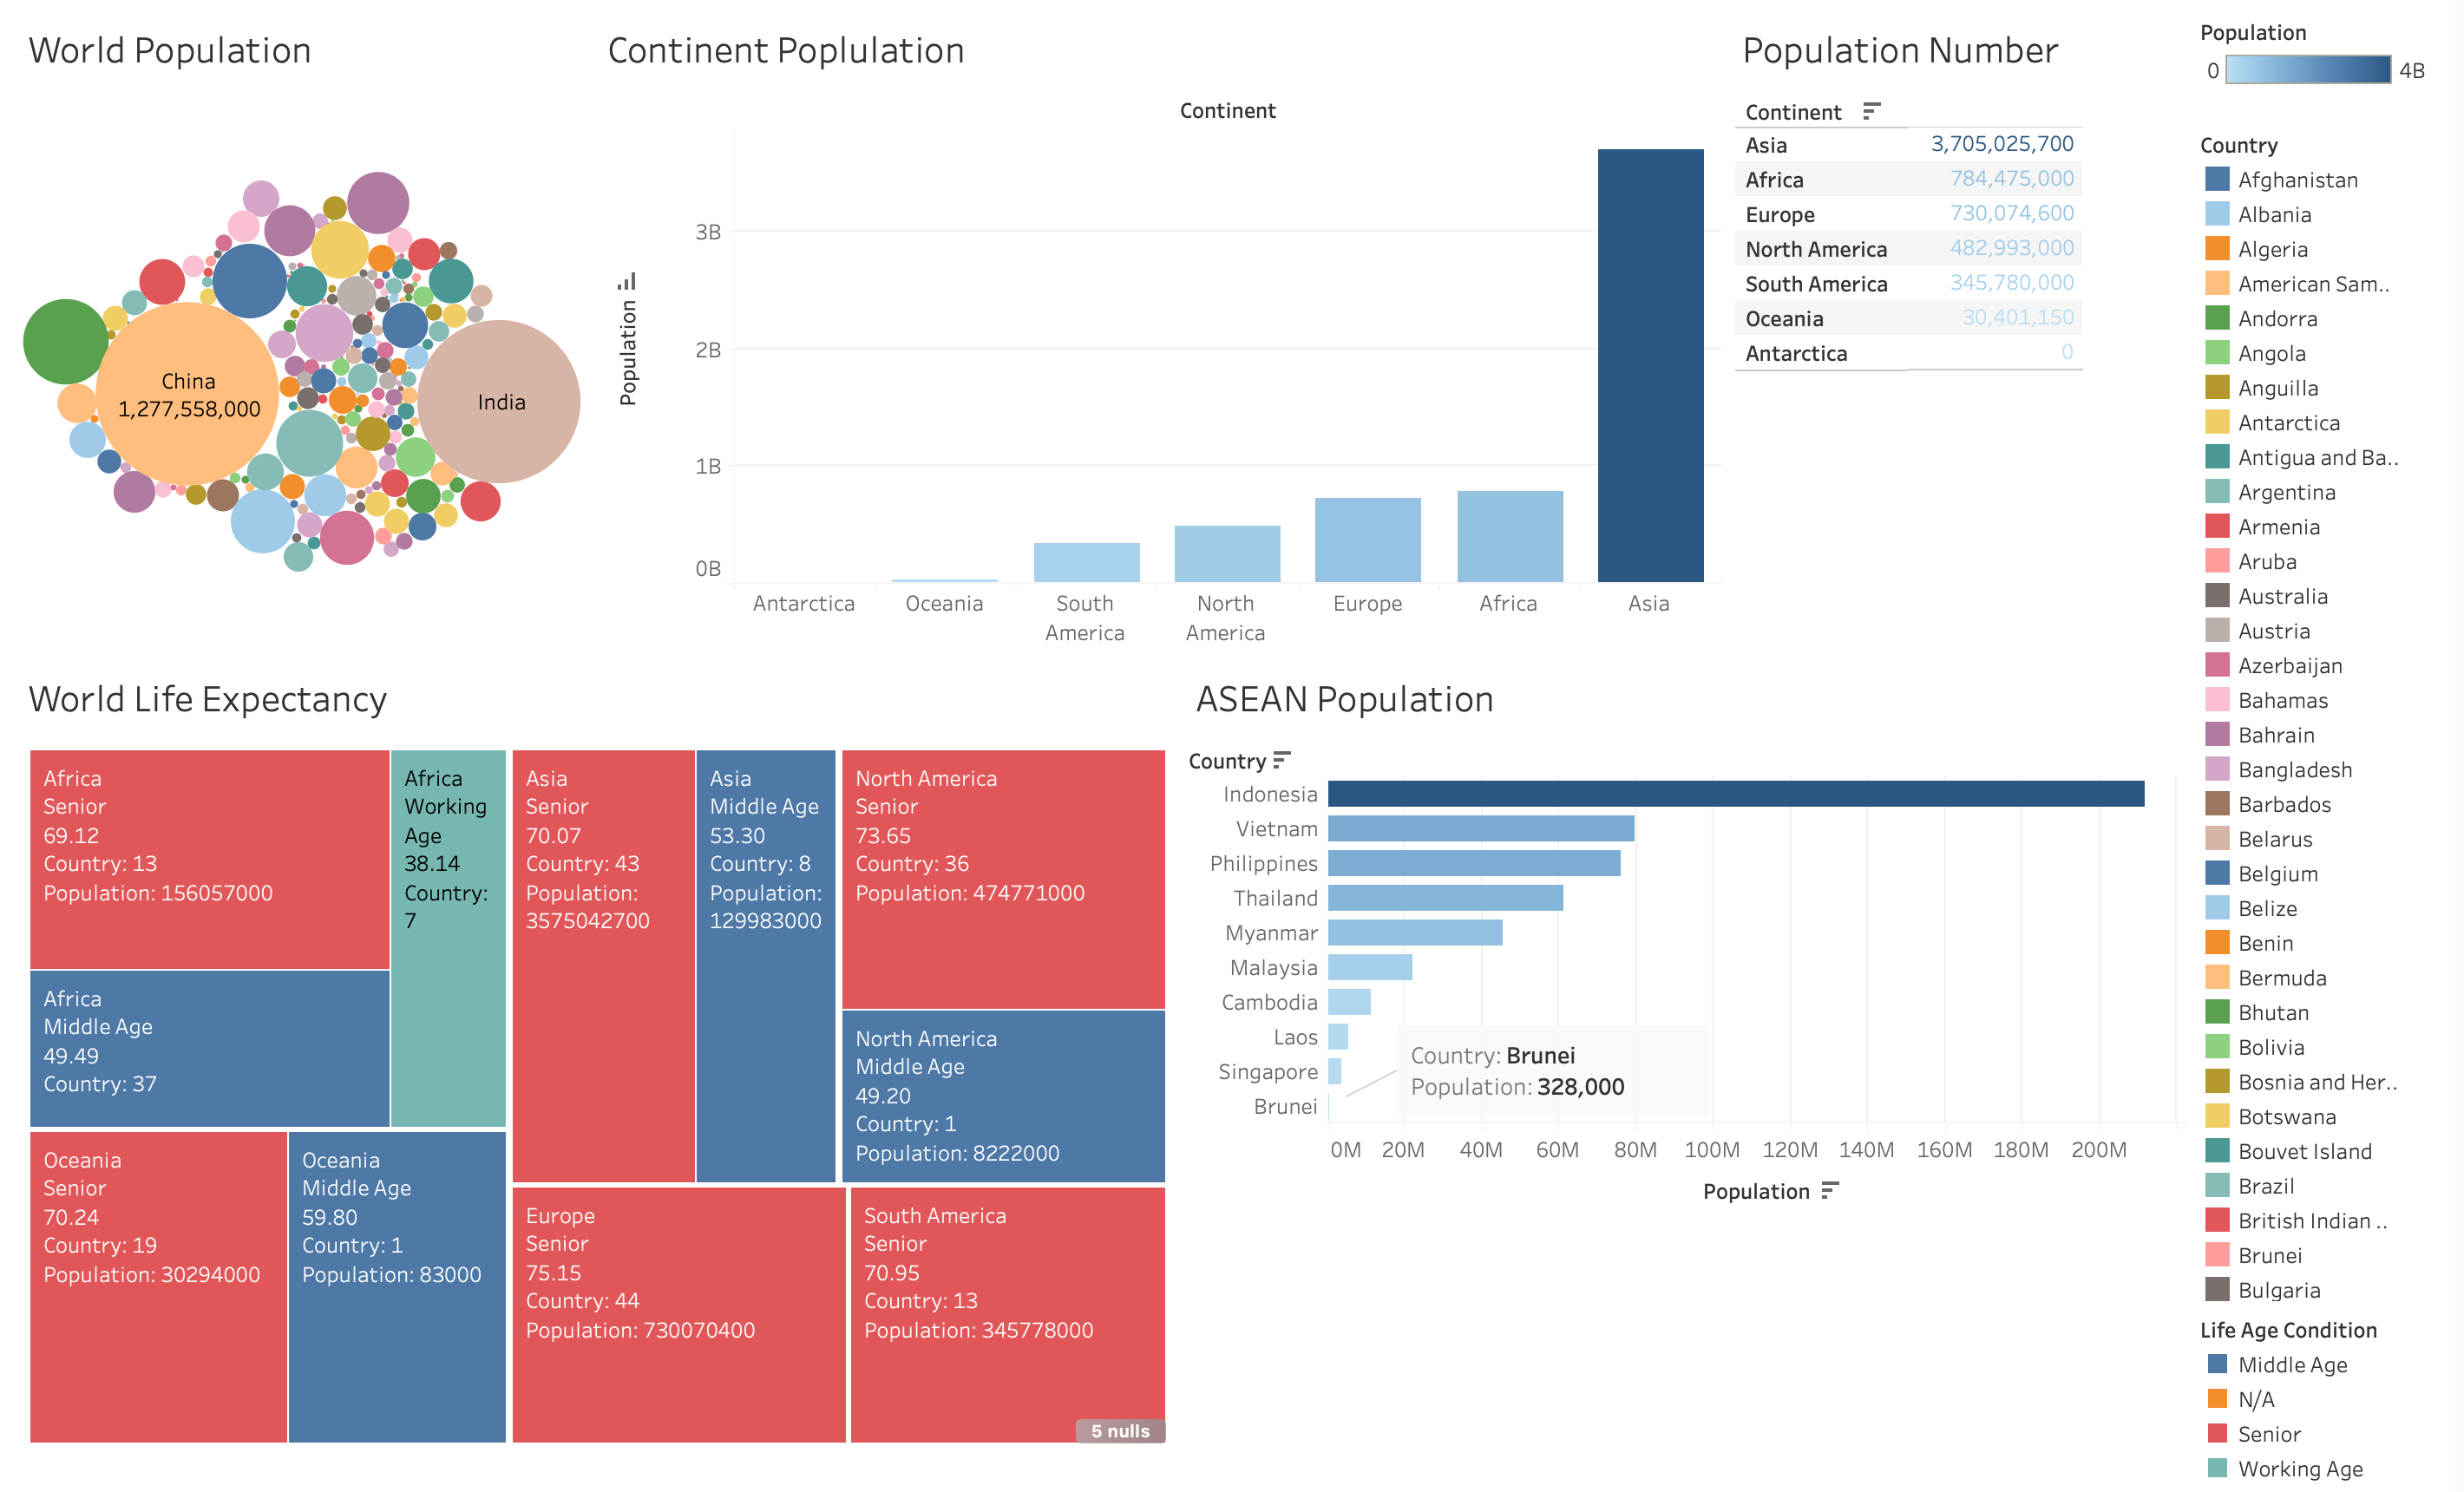 World Population
China
1,277,558,000
India
Continent Poplulation
Continent
Population
3B
2B
1B
0B
Antarctica
Oceania
South
America
North
America
Europe
Africa
Asia
Population Number
Continent
Asia 3,705,025,700
Africa 784,475,000
Europe 730,074,600
North America 482,993,000
South America 345,780,000
Oceania 30,401,150
Antarctica 0
World Life Expectancy
Africa
Senior
69.12
Country: 13
Population: 156057000
Africa
Working
Age
38.14
Country:
7
Africa
Middle Age
49.49
Country: 37
Oceania
Senior
70.24
Country: 19
Population: 30294000
Oceania
Middle Age
59.80
Country: 1
Population: 83000
Asia
Senior
70.07
Country: 43
Population:
3575042700
Asia
Middle Age
53.30
Country: 8
Population:
129983000
North America
Senior
73.65
Country: 36
Population: 474771000
North America
Middle Age
49.20
Country: 1
Population: 8222000
Europe
Senior
75.15
Country: 44
Population: 730070400
South America
Senior
70.95
Country: 13
Population: 345778000
5 nulls
ASEAN Population
Country
Indonesia
Vietnam
Philippines
Thailand
Myanmar
Malaysia
Cambodia
Laos
Singapore
Brunei
Country: Brunei
Population: 328,000
0M 20M 40M 60M 80M 100M 120M 140M 160M 180M 200M
Population
Population
0 4B
Country
Afghanistan
Albania
Algeria
American Sam..
Andorra
Angola
Anguilla
Antarctica
Antigua and Ba..
Argentina
Armenia
Aruba
Australia
Austria
Azerbaijan
Bahamas
Bahrain
Bangladesh
Barbados
Belarus
Belgium
Belize
Benin
Bermuda
Bhutan
Bolivia
Bosnia and Her..
Botswana
Bouvet Island
Brazil
British Indian ..
Brunei
Bulgaria
Life Age Condition
Middle Age
N/A
Senior
Working Age